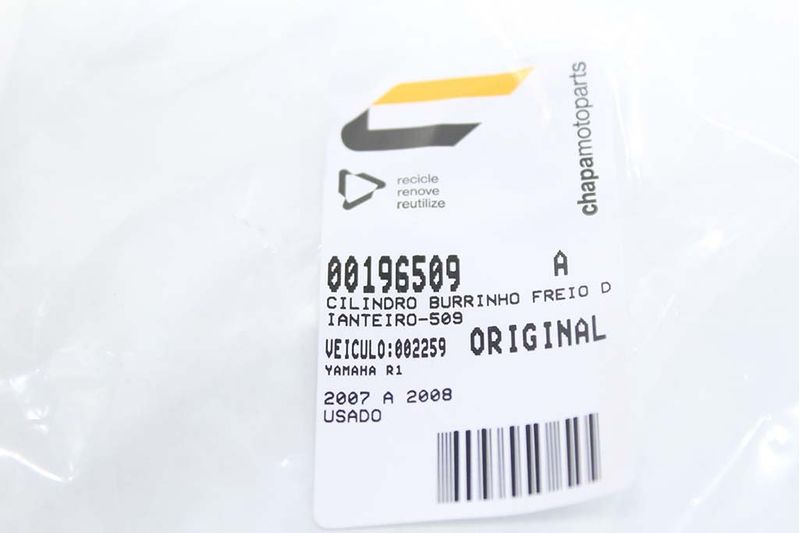 chapamotoparts
recicle
renove
reutilize
00196509 A
CILINDRO BURRINHO FREIO D
IANTEIRO-509
VEICULO:002259 ORIGINAL
YAMAHA R1
2007 A 2008
USADO